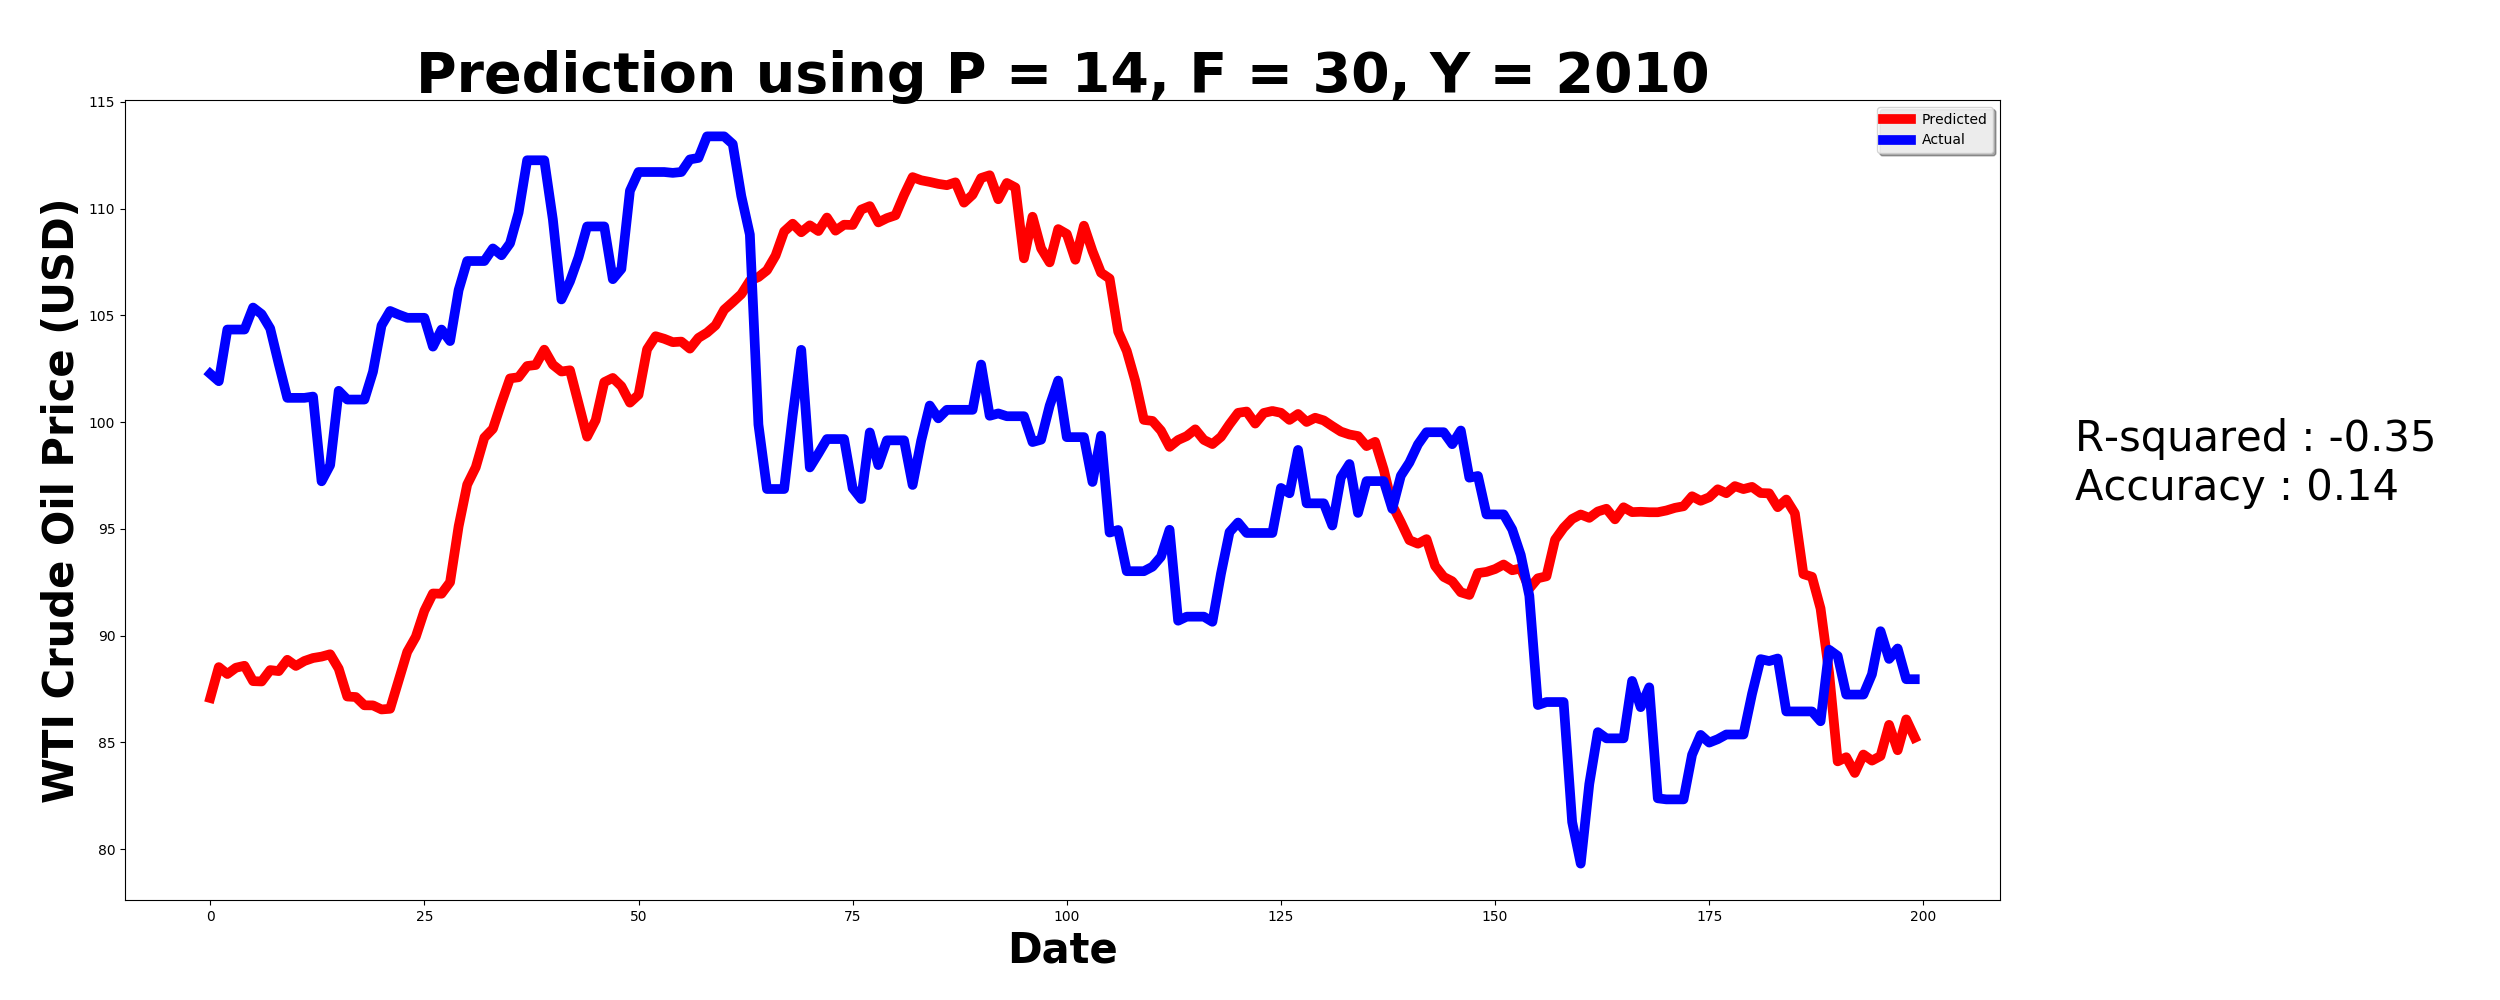 Prediction using P = 14, F = 30, Y = 2010
Predicted
Actual
WTI Crude Oil Price (USD)
115
110
105
100
95
90
85
80
0 25 50 75 100 125 150 175 200
Date
R-squared : -0.35
Accuracy : 0.14